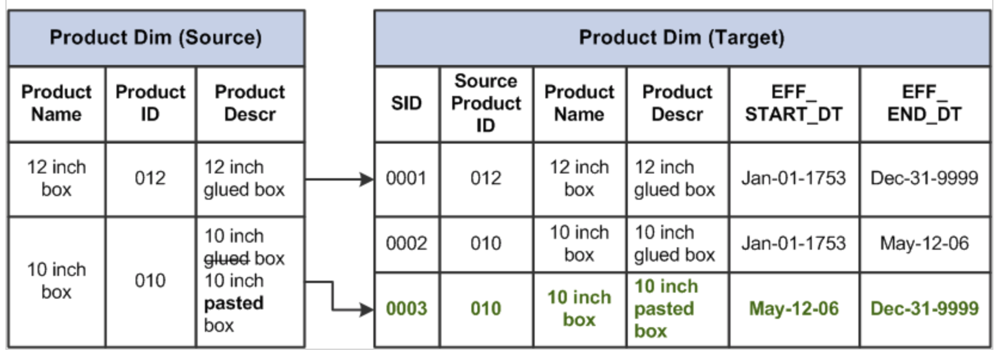 Product Dim (Source)
Product
Name
Product
ID
Product
Descr
12 inch
box
012
12 inch
glued box
10 inch
box
010
10 inch
glued box
10 inch
pasted
box
Product Dim (Target)
SID
Source
Product
ID
Product
Name
Product
Descr
EFF_
START_DT
EFF_
END_DT
0001
012
12 inch
box
12 inch
glued box
Jan-01-1753
Dec-31-9999
0002
010
10 inch
box
10 inch
glued box
Jan-01-1753
May-12-06
0003
010
10 inch
box
10 inch
pasted
box
May-12-06
Dec-31-9999